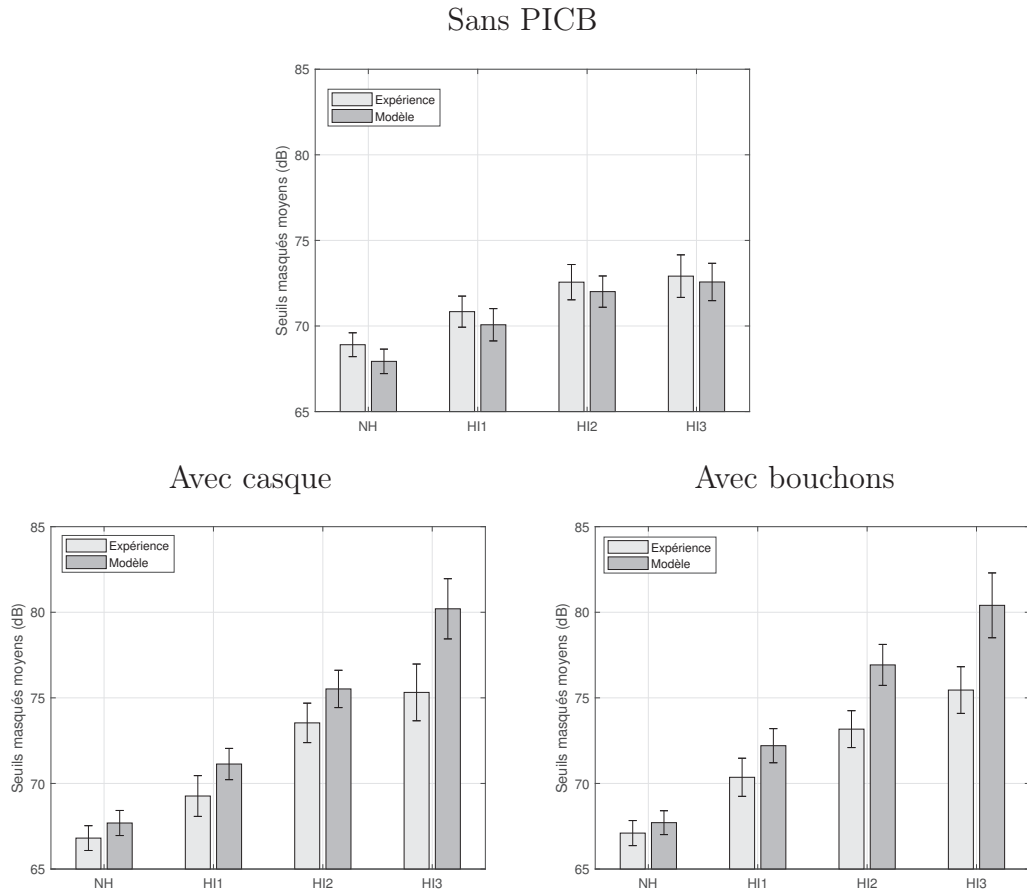 Sans PICB
85
80
75
70
65
Seuils masqués moyens (dB)
Expérience
Modèle
NH HI1 HI2 HI3
Avec casque
85
80
75
70
65
Seuils masqués moyens (dB)
Expérience
Modèle
NH HI1 HI2 HI3
Avec bouchons
85
80
75
70
65
Seuils masqués moyens (dB)
Expérience
Modèle
NH HI1 HI2 HI3